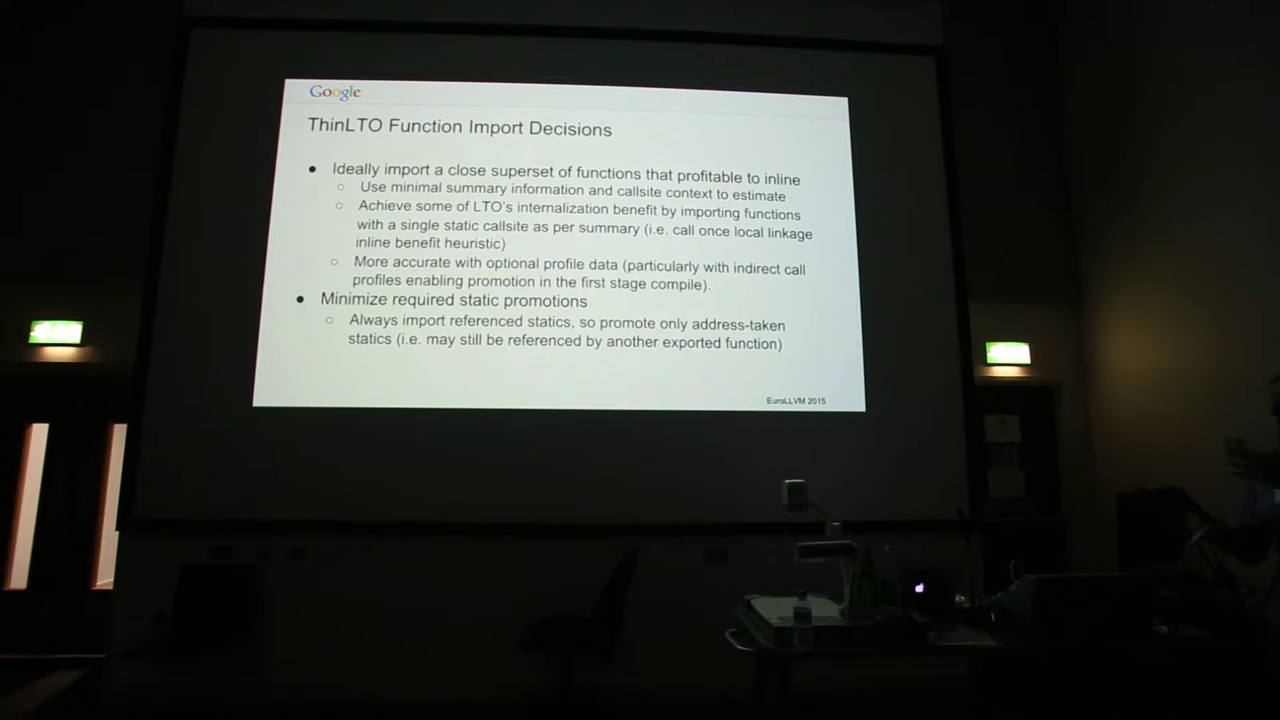 Google
ThinLTO Function Import Decisions
● Ideally import a close superset of functions that profitable to inline
○ Use minimal summary information and callsite context to estimate
○ Achieve some of LTO's internalization benefit by importing functions
with a single static callsite as per summary (i.e. call once local linkage
inline benefit heuristic)
○ More accurate with optional profile data (particularly with indirect call
profiles enabling promotion in the first stage compile).
● Minimize required static promotions
○ Always import referenced statics, so promote only address-taken
statics (i.e. may still be referenced by another exported function)
EuroLLVM 2015